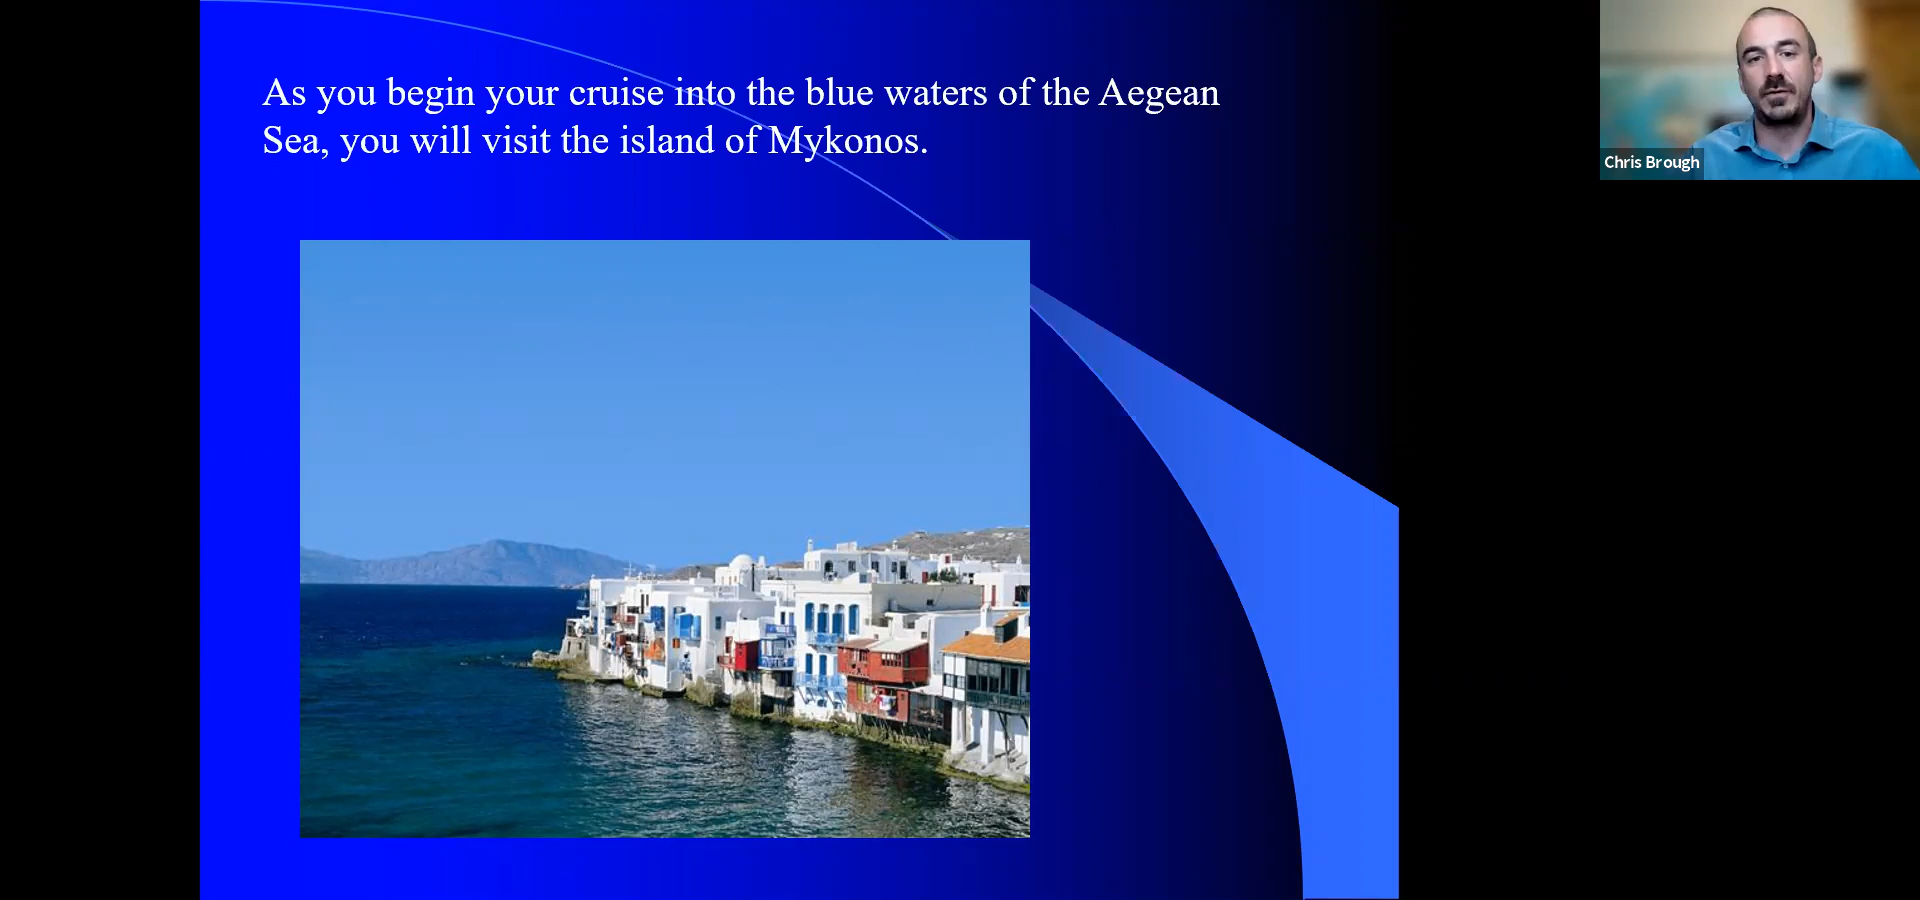 As you begin your cruise into the blue waters of the Aegean
Sea, you will visit the island of Mykonos.
Chris Brough